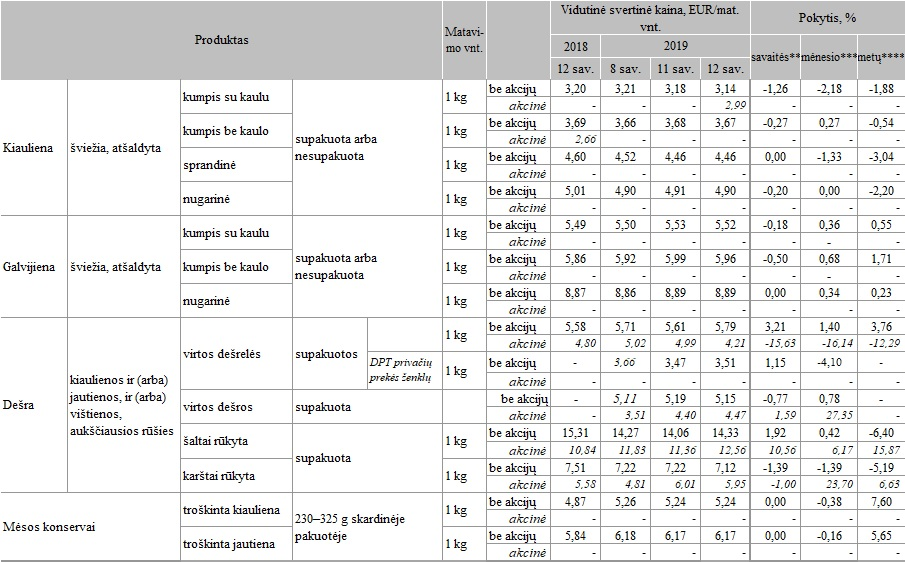 Produktas Matavi- mo vnt. Vidutinė svertinė kaina, EUR/mat. vnt. Pokytis, %
2018 2019 savaitės** mėnesio*** metų****
12 sav. 8 sav. 11 sav. 12 sav.
Kiauliena šviežia, atšaldyta kumpis su kaulu supakuota arba nesupakuota 1 kg be akcijų 3,20 3,21 3,18 3,14 -1,26 -2,18 -1,88
akcinė - - - 2,99 - - -
kumpis be kaulo 1 kg be akcijų 3,69 3,66 3,68 3,67 -0,27 0,27 -0,54
akcinė 2,66 - - - - - -
sprandinė 1 kg be akcijų 4,60 4,52 4,46 4,46 0,00 -1,33 -3,04
akcinė - - - - - - -
nugarinė 1 kg be akcijų 5,01 4,90 4,91 4,90 -0,20 0,00 -2,20
akcinė - - - - - - -
Galvijiena šviežia, atšaldyta kumpis su kaulu supakuota arba nesupakuota 1 kg be akcijų 5,49 5,50 5,53 5,52 -0,18 0,36 0,55
akcinė - - - - - - -
kumpis be kaulo 1 kg be akcijų 5,86 5,92 5,99 5,96 -0,50 0,68 1,71
akcinė - - - - - - -
nugarinė 1 kg be akcijų 8,87 8,86 8,89 8,89 0,00 0,34 0,23
akcinė - - - - - - -
Dešra kiaulienos ir (arba) jautienos, ir (arba) vištienos, aukščiausios rūšies virtos dešrelės supakuotos 1 kg be akcijų 5,58 5,71 5,61 5,79 3,21 1,40 3,76
akcinė 4,80 5,02 4,99 4,21 -15,63 -16,14 -12,29
DPT privačių prekės ženklų 1 kg be akcijų - 3,66 3,47 3,51 1,15 -4,10 -
akcinė - - - - - - -
virtos dešros supakuota be akcijų - 5,11 5,19 5,15 -0,77 0,78 -
akcinė - 3,51 4,40 4,47 1,59 27,35 -
šaltai rūkyta supakuota 1 kg be akcijų 15,31 14,27 14,06 14,33 1,92 0,42 -6,40
akcinė 10,84 11,83 11,36 12,56 10,56 6,17 15,87
karštai rūkyta 1 kg be akcijų 7,51 7,22 7,22 7,12 -1,39 -1,39 -5,19
akcinė 5,58 4,81 6,01 5,95 -1,00 23,70 6,63
Mėsos konservai troškinta kiauliena 230–325 g skardinėje pakuotėje 1 kg be akcijų 4,87 5,26 5,24 5,24 0,00 -0,38 7,60
akcinė - - - - - - -
troškinta jautiena 1 kg be akcijų 5,84 6,18 6,17 6,17 0,00 -0,16 5,65
akcinė - - - - - - -